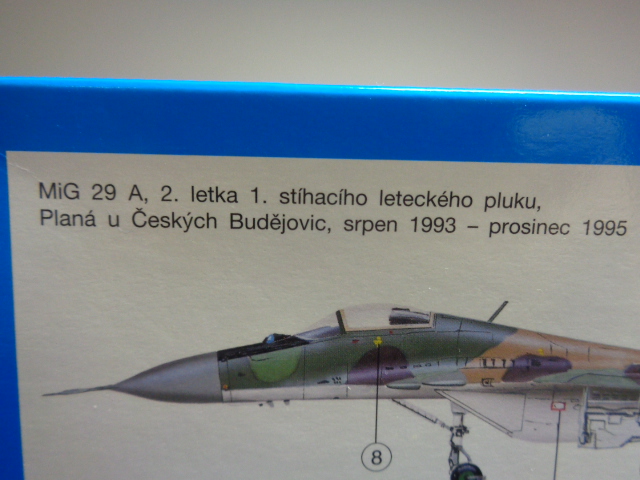 MiG 29 A, 2. letka 1. stíhacího leteckého pluku,
Planá u Českých Budějovic, srpen 1993 – prosinec 1995
8